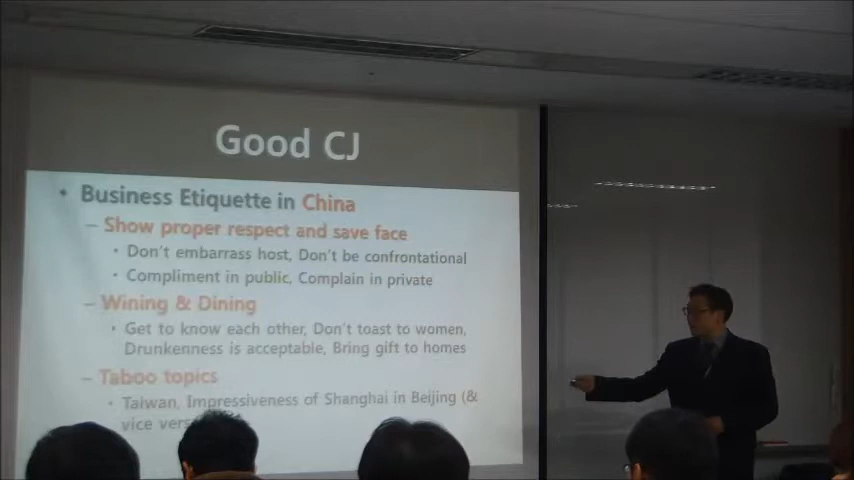 Good CJ
• Business Etiquette in China
– Show proper respect and save face
• Don't embarrass host, Don't be confrontational
• Compliment in public, Complain in private
– Wining & Dining
• Get to know each other, Don't toast to women,
Drunkenness is acceptable, Bring gift to homes
– Taboo topics
• Taiwan, Impressiveness of Shanghai in Beijing (&
vice